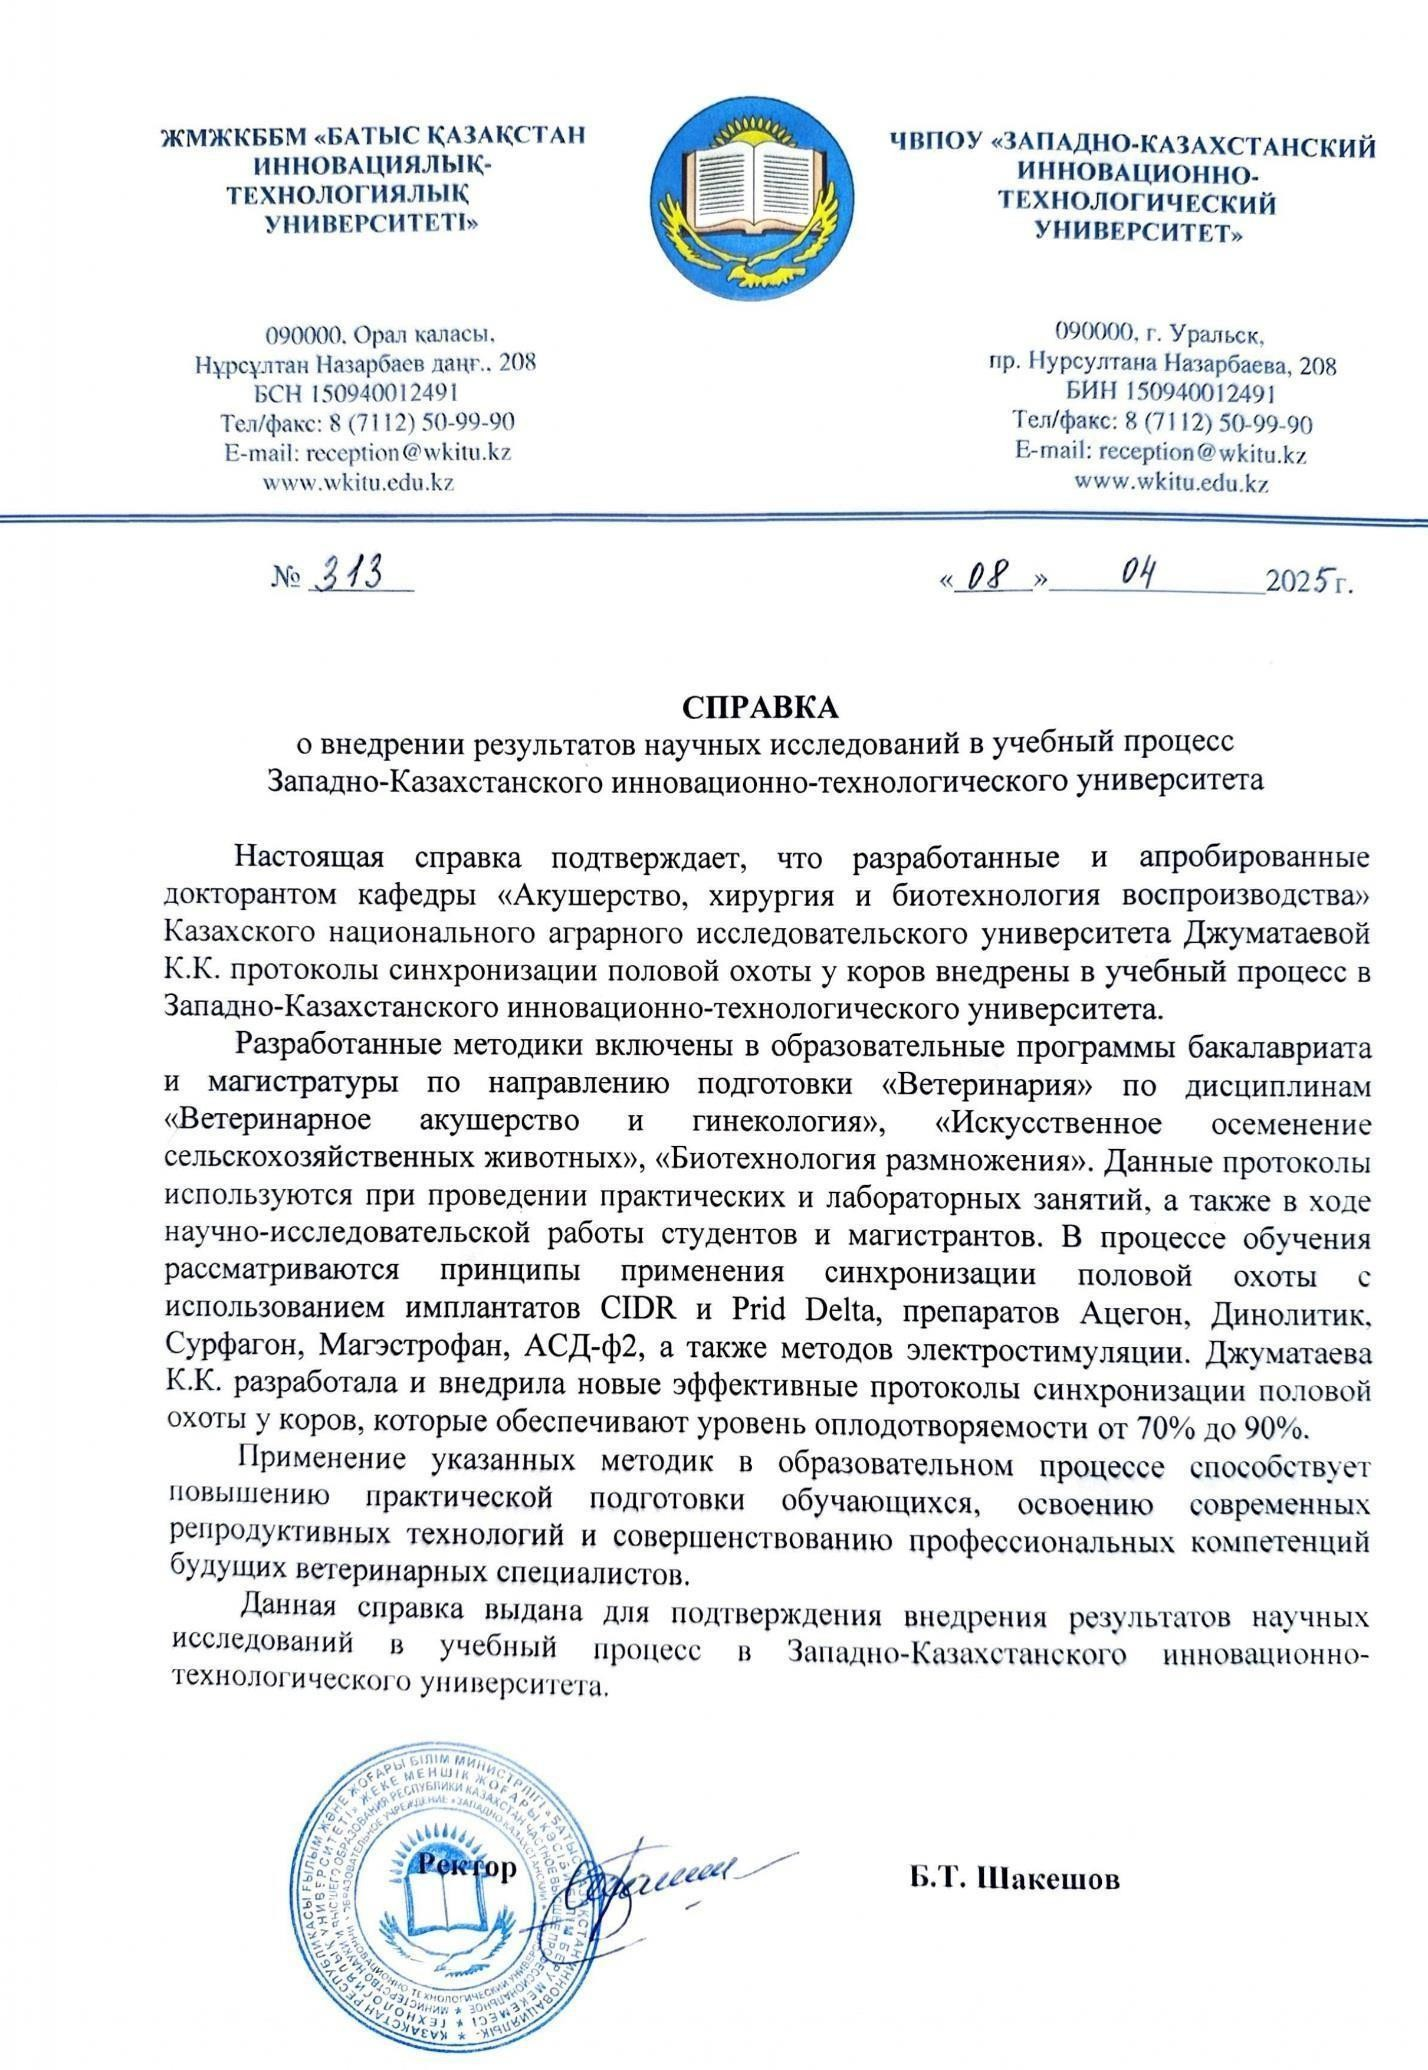 ЖМЖКББМ «БАТЫС ҚАЗАҚСТАН
ИННОВАЦИЯЛЫҚ-
ТЕХНОЛОГИЯЛЫҚ
УНИВЕРСИТЕТІ»
ЧВПОУ «ЗАПАДНО-КАЗАХСТАНСКИЙ
ИННОВАЦИОННО-
ТЕХНОЛОГИЧЕСКИЙ
УНИВЕРСИТЕТ»
090000, Орал қаласы,
Нұрсұлтан Назарбаев даңғ., 208
БСН 150940012491
Тел/факс: 8 (7112) 50-99-90
E-mail: reception@wkitu.kz
www.wkitu.edu.kz
090000, г. Уральск,
пр. Нурсултана Назарбаева, 208
БИН 150940012491
Тел/факс: 8 (7112) 50-99-90
E-mail: reception@wkitu.kz
www.wkitu.edu.kz
№ 313
«08» 04 2025 г.
СПРАВКА
о внедрении результатов научных исследований в учебный процесс
Западно-Казахстанского инновационно-технологического университета
Настоящая справка подтверждает, что разработанные и апробированные
докторантом кафедры «Акушерство, хирургия и биотехнология воспроизводства»
Казахского национального аграрного исследовательского университета Джуматаевой
К.К. протоколы синхронизации половой охоты у коров внедрены в учебный процесс в
Западно-Казахстанского инновационно-технологического университета.
Разработанные методики включены в образовательные программы бакалавриата
и магистратуры по направлению подготовки «Ветеринария» по дисциплинам
«Ветеринарное акушерство и гинекология», «Искусственное осеменение
сельскохозяйственных животных», «Биотехнология размножения». Данные протоколы
используются при проведении практических и лабораторных занятий, а также в ходе
научно-исследовательской работы студентов и магистрантов. В процессе обучения
рассматриваются принципы применения синхронизации половой охоты с
использованием имплантатов CIDR и Prid Delta, препаратов Ацегон, Динолитик,
Сурфагон, Магэстрофан, АСД-ф2, а также методов электростимуляции. Джуматаева
К.К. разработала и внедрила новые эффективные протоколы синхронизации половой
охоты у коров, которые обеспечивают уровень оплодотворяемости от 70% до 90%.
Применение указанных методик в образовательном процессе способствует
повышению практической подготовки обучающихся, освоению современных
репродуктивных технологий и совершенствованию профессиональных компетенций
будущих ветеринарных специалистов.
Данная справка выдана для подтверждения внедрения результатов научных
исследований в учебный процесс в Западно-Казахстанского инновационно-
технологического университета.
Ректор
Б.Т. Шакешов